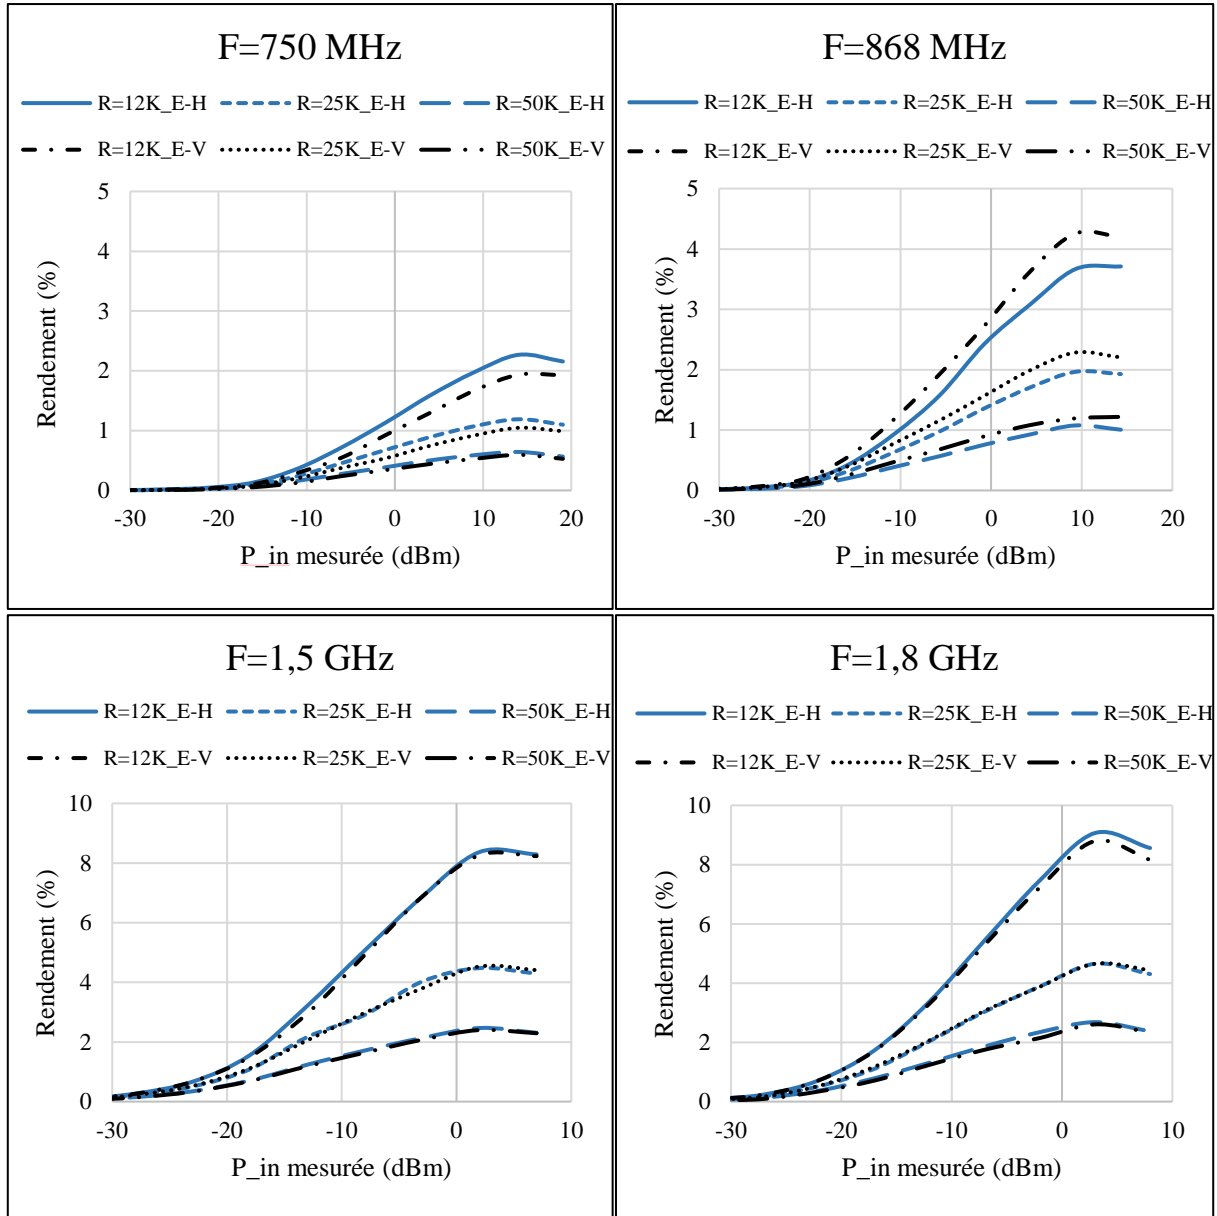 F=750 MHz
R=12K_E-H R=25K_E-H R=50K_E-H
R=12K_E-V R=25K_E-V R=50K_E-V
5
4
3
2
1
0
Rendement (%)
-30 -20 -10 0 10 20
P_in mesurée (dBm)
F=868 MHz
R=12K_E-H R=25K_E-H R=50K_E-H
R=12K_E-V R=25K_E-V R=50K_E-V
5
4
3
2
1
0
Rendement (%)
-30 -20 -10 0 10 20
P_in mesurée (dBm)
F=1,5 GHz
R=12K_E-H R=25K_E-H R=50K_E-H
R=12K_E-V R=25K_E-V R=50K_E-V
10
8
6
4
2
0
Rendement (%)
-30 -20 -10 0 10
P_in mesurée (dBm)
F=1,8 GHz
R=12K_E-H R=25K_E-H R=50K_E-H
R=12K_E-V R=25K_E-V R=50K_E-V
10
8
6
4
2
0
Rendement (%)
-30 -20 -10 0 10
P_in mesurée (dBm)